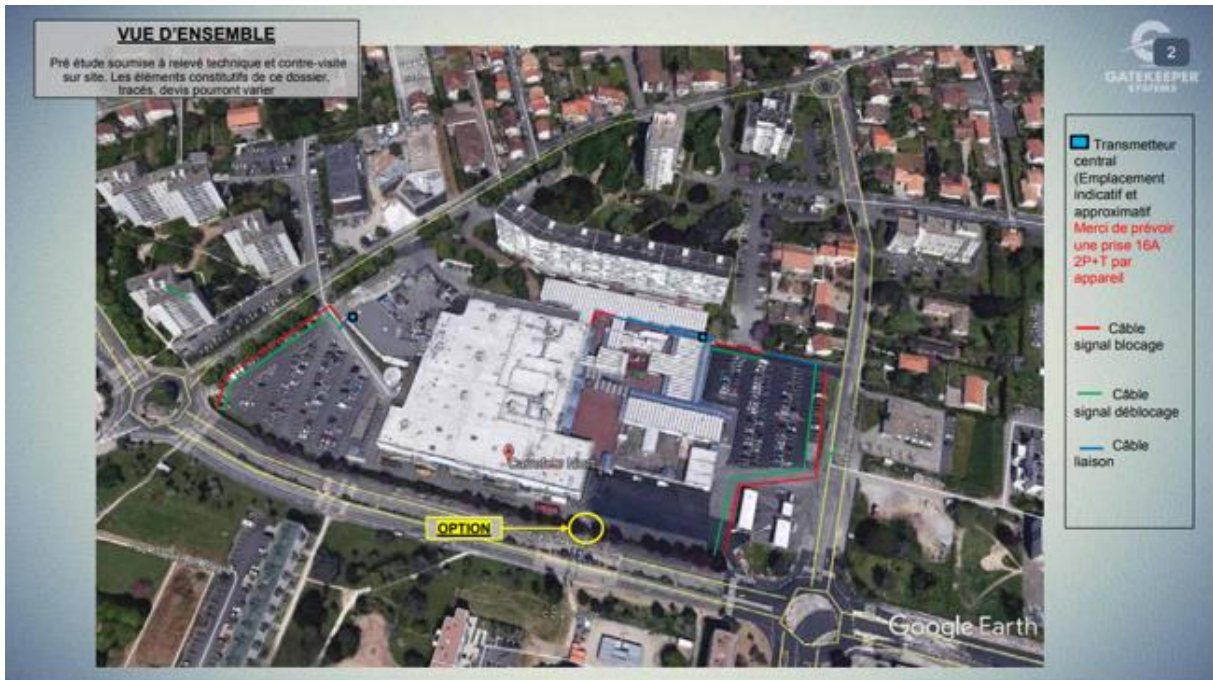 VUE D'ENSEMBLE
Pré étude soumise à relevé technique et contre-visite
sur site. Les éléments constitutifs de ce dossier,
tracés, devis pourront varier
2
GATEKEEPER
SYSTEMS
Transmetteur
central
(Emplacement
indicatif et
approximatif
Merci de prévoir
une prise 16A
2P+T par
appareil
Câble
signal blocage
Câble
signal déblocage
Câble
liaison
OPTION
Google Earth